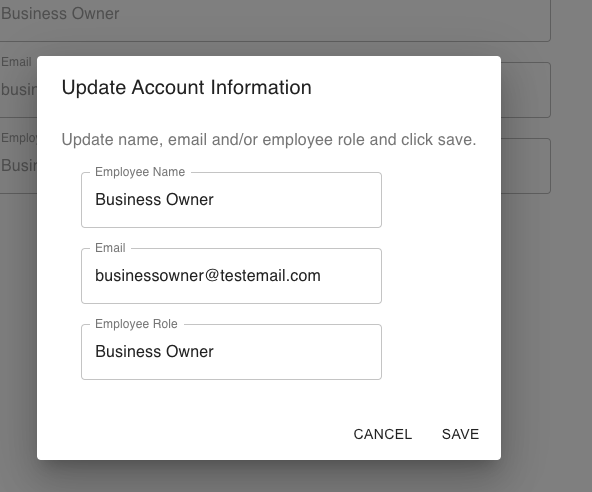 Business Owner
Email
Update Account Information
Update name, email and/or employee role and click save.
Employee Name
Business Owner
Email
businessowner@testemail.com
Employee Role
Business Owner
CANCEL SAVE